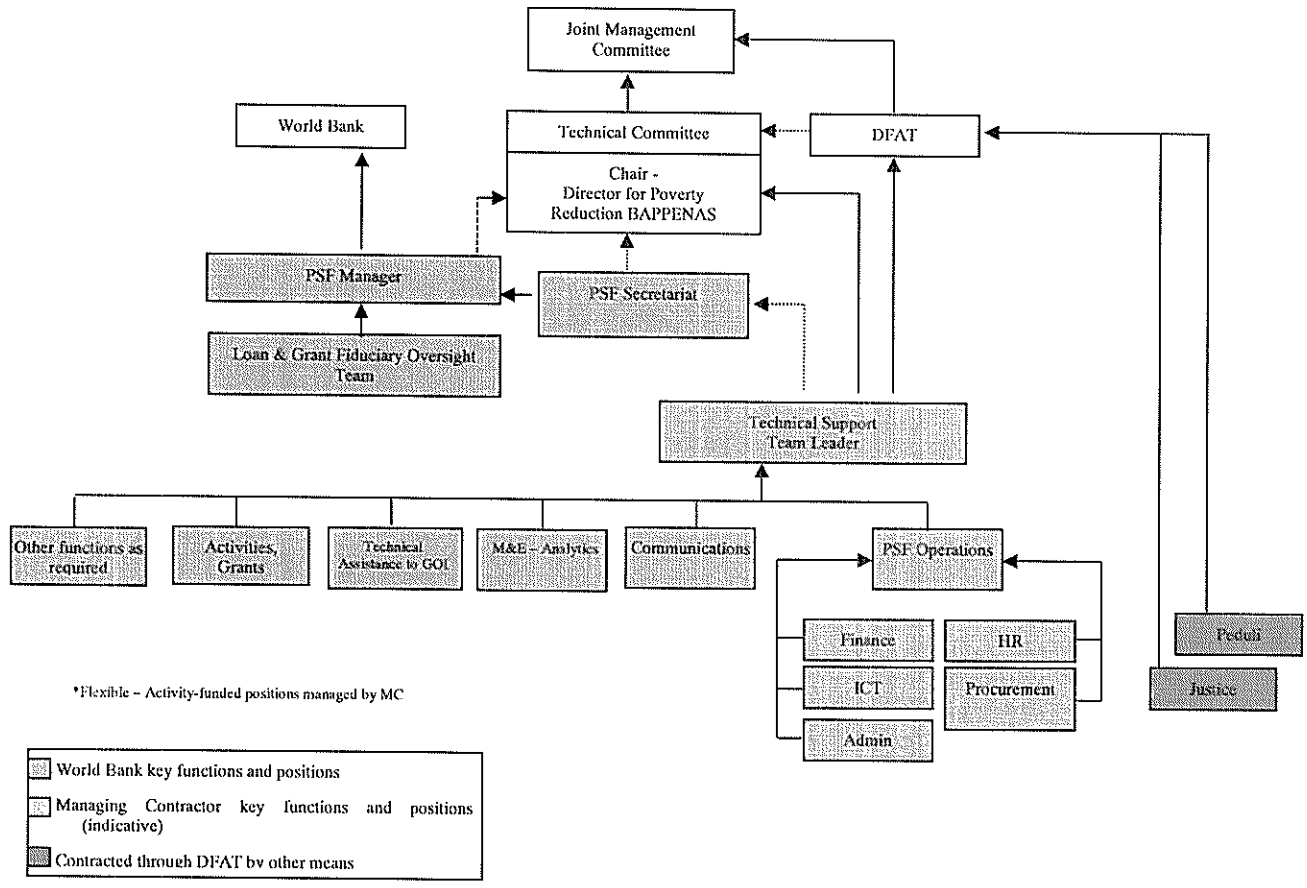 Joint Management
Committee
World Bank
Technical Committee
DFAT
Chair -
Director for Poverty
Reduction BAPPENAS
PSF Manager
PSF Secretariat
Loan & Grant Fiduciary Oversight
Team
Technical Support
Team Leader
Other functions as
required
Activities,
Grants
Technical
Assistance to GOI
M&E – Analytics
Communications
PSF Operations
Finance
HR
Peduli
ICT
Procurement
Justice
Admin
*Flexible – Activity-funded positions managed by MC
World Bank key functions and positions
Managing Contractor key functions and positions
(indicative)
Contracted through DFAT by other means